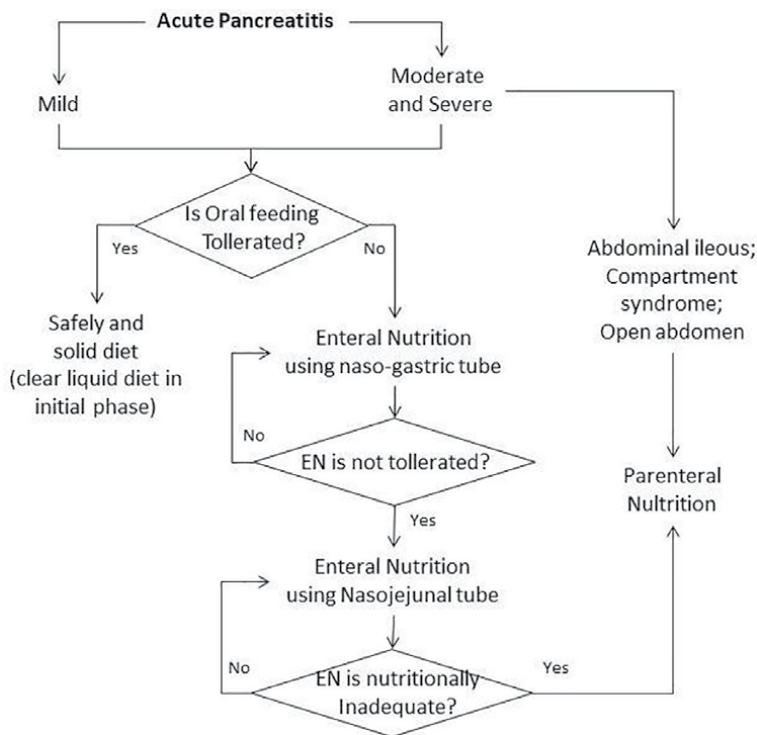 Acute Pancreatitis
Mild
Moderate
and Severe
Is Oral feeding
Tollerated?
Yes
No
Safely and
solid diet
(clear liquid diet in
initial phase)
Enteral Nutrition
using naso-gastric tube
Abdominal ileous;
Compartment
syndrome;
Open abdomen
No
EN is not tollerated?
Yes
Parenteral
Nultrition
Enteral Nutrition
using Nasojejunal tube
No
EN is nutritionally
Inadequate?
Yes